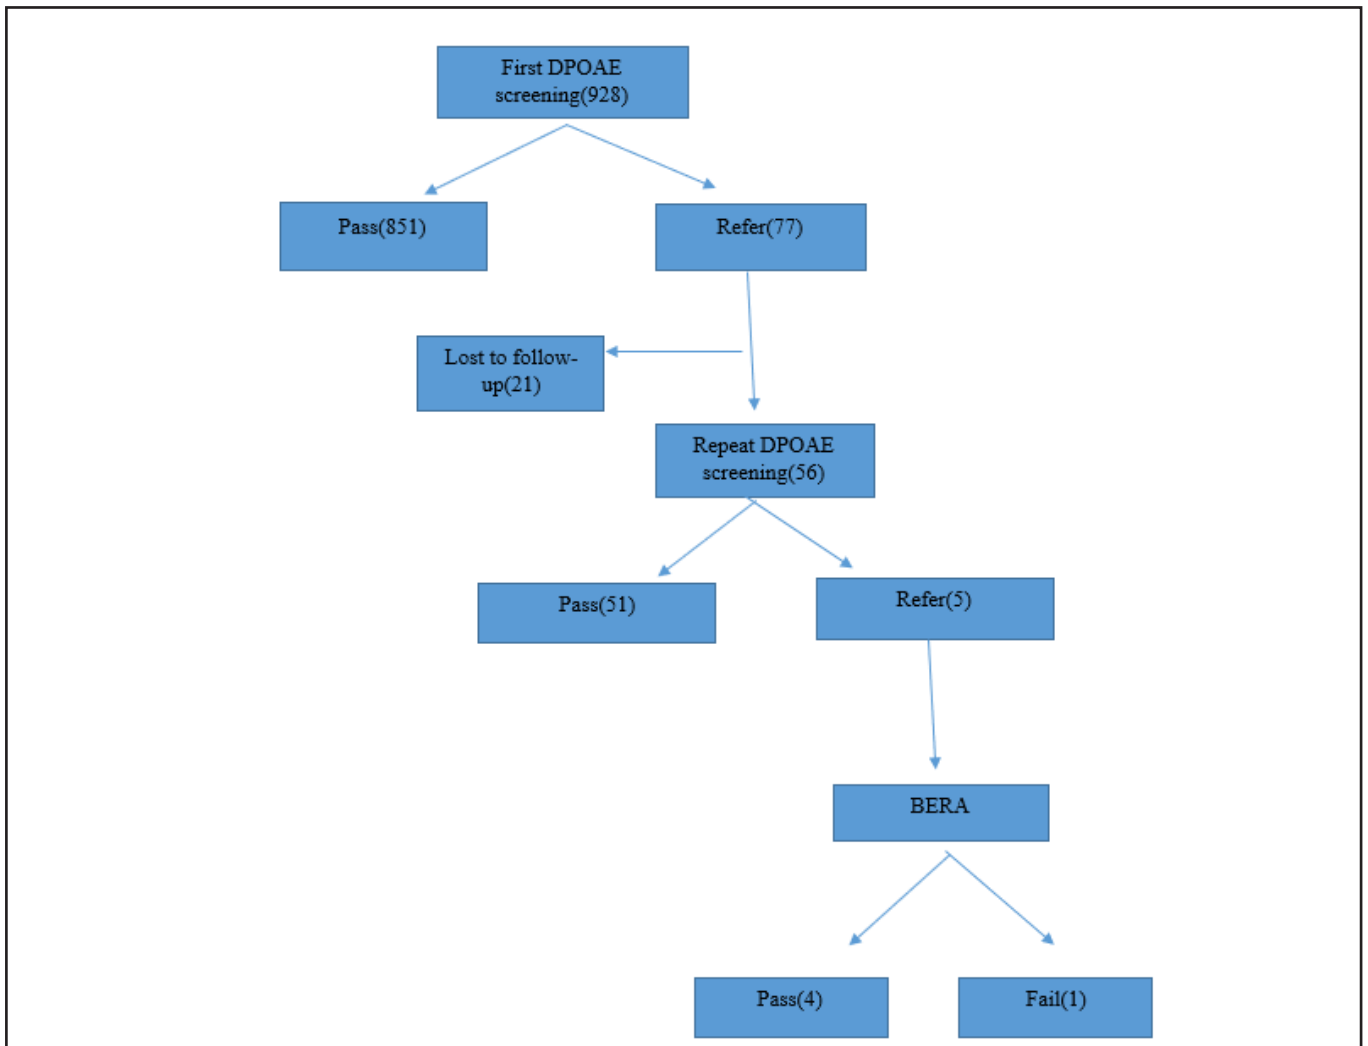 First DPOAE
screening(928)
Pass(851)
Refer(77)
Lost to follow-
up(21)
Repeat DPOAE
screening(56)
Pass(51)
Refer(5)
BERA
Pass(4)
Fail(1)